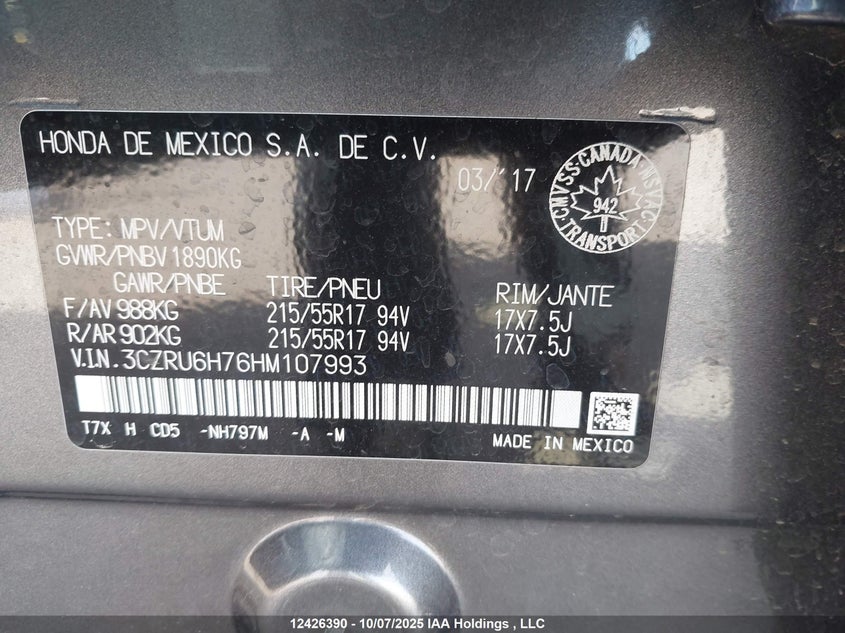 HONDA DE MEXICO S.A. DE C.V.
03/'17
CMVSS·CANADA·NSVAC
942
TRANSPORT
TYPE: MPV/VTUM
GVWR/PNBV 1890KG
GAWR/PNBE TIRE/PNEU RIM/JANTE
F/AV 988KG 215/55R17 94V 17X7.5J
R/AR 902KG 215/55R17 94V 17X7.5J
V.I.N. 3CZRU6H76HM107993
T7X H CD5 -NH797M -A -M
MADE IN MEXICO
12426390 - 10/07/2025 IAA Holdings , LLC